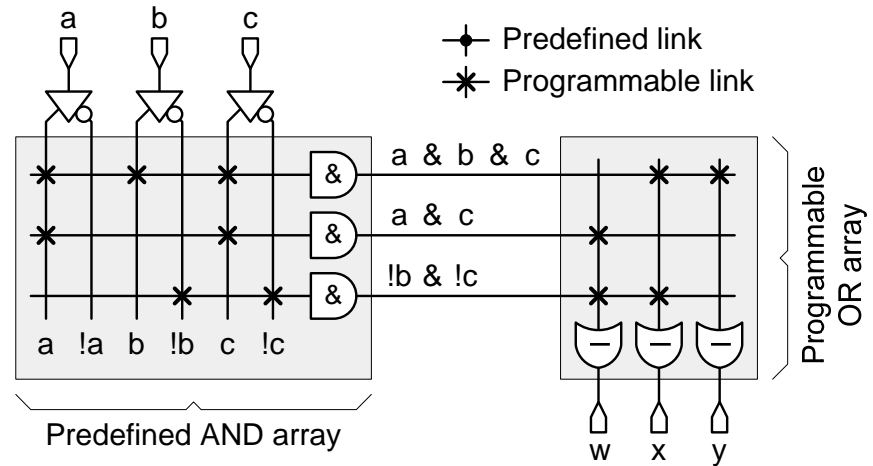 a b c
Predefined link
Programmable link
& a & b & c
& a & c
& !b & !c
a !a b !b c !c
Predefined AND array
w x y
Programmable
OR array